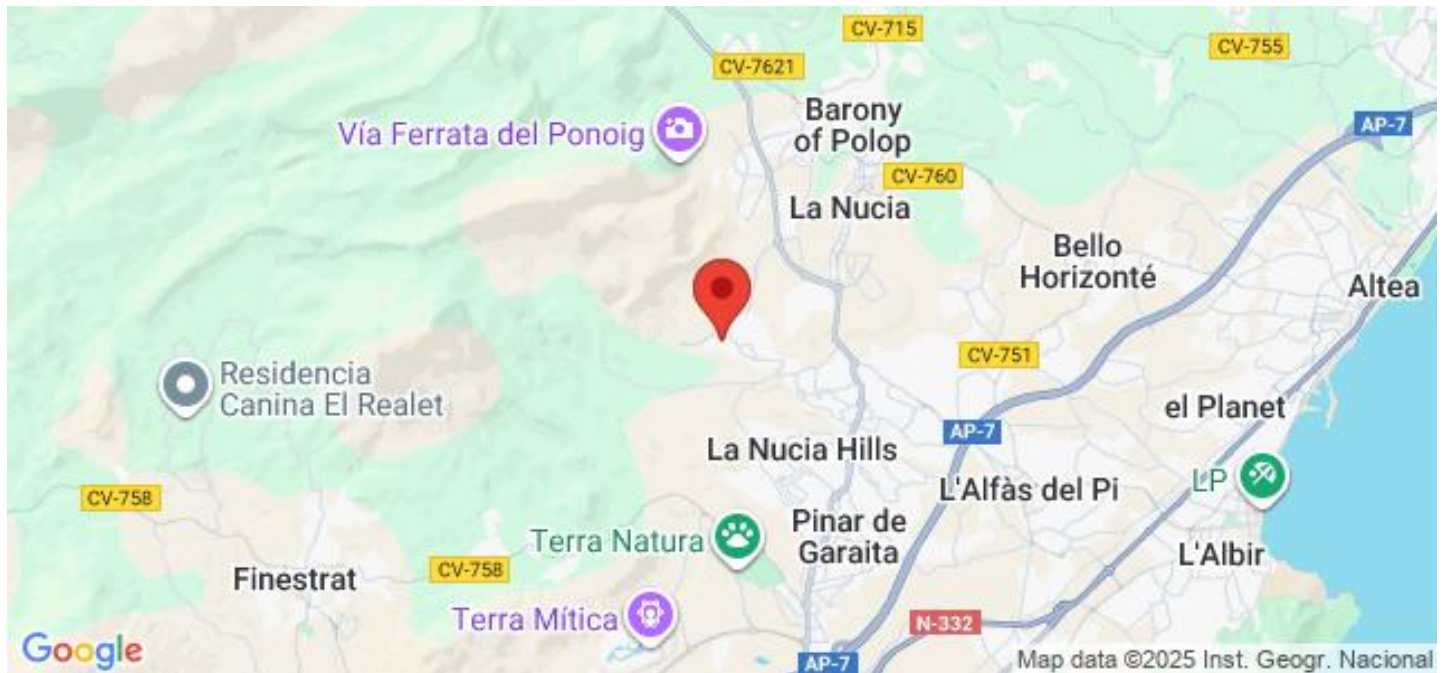 CV-715
CV-755
CV-7621
Barony
of Polop
AP-7
Vía Ferrata del Ponoig
CV-760
La Nucia
Bello
Horizonté
Altea
CV-751
Residencia
Canina El Realet
el Planet
AP-7
La Nucia Hills
LP
L'Alfàs del Pi
CV-758
Pinar de
Garaita
Terra Natura
L'Albir
CV-758
Finestrat
Terra Mítica
N-332
Google
AP-7
Map data ©2025 Inst. Geogr. Nacional